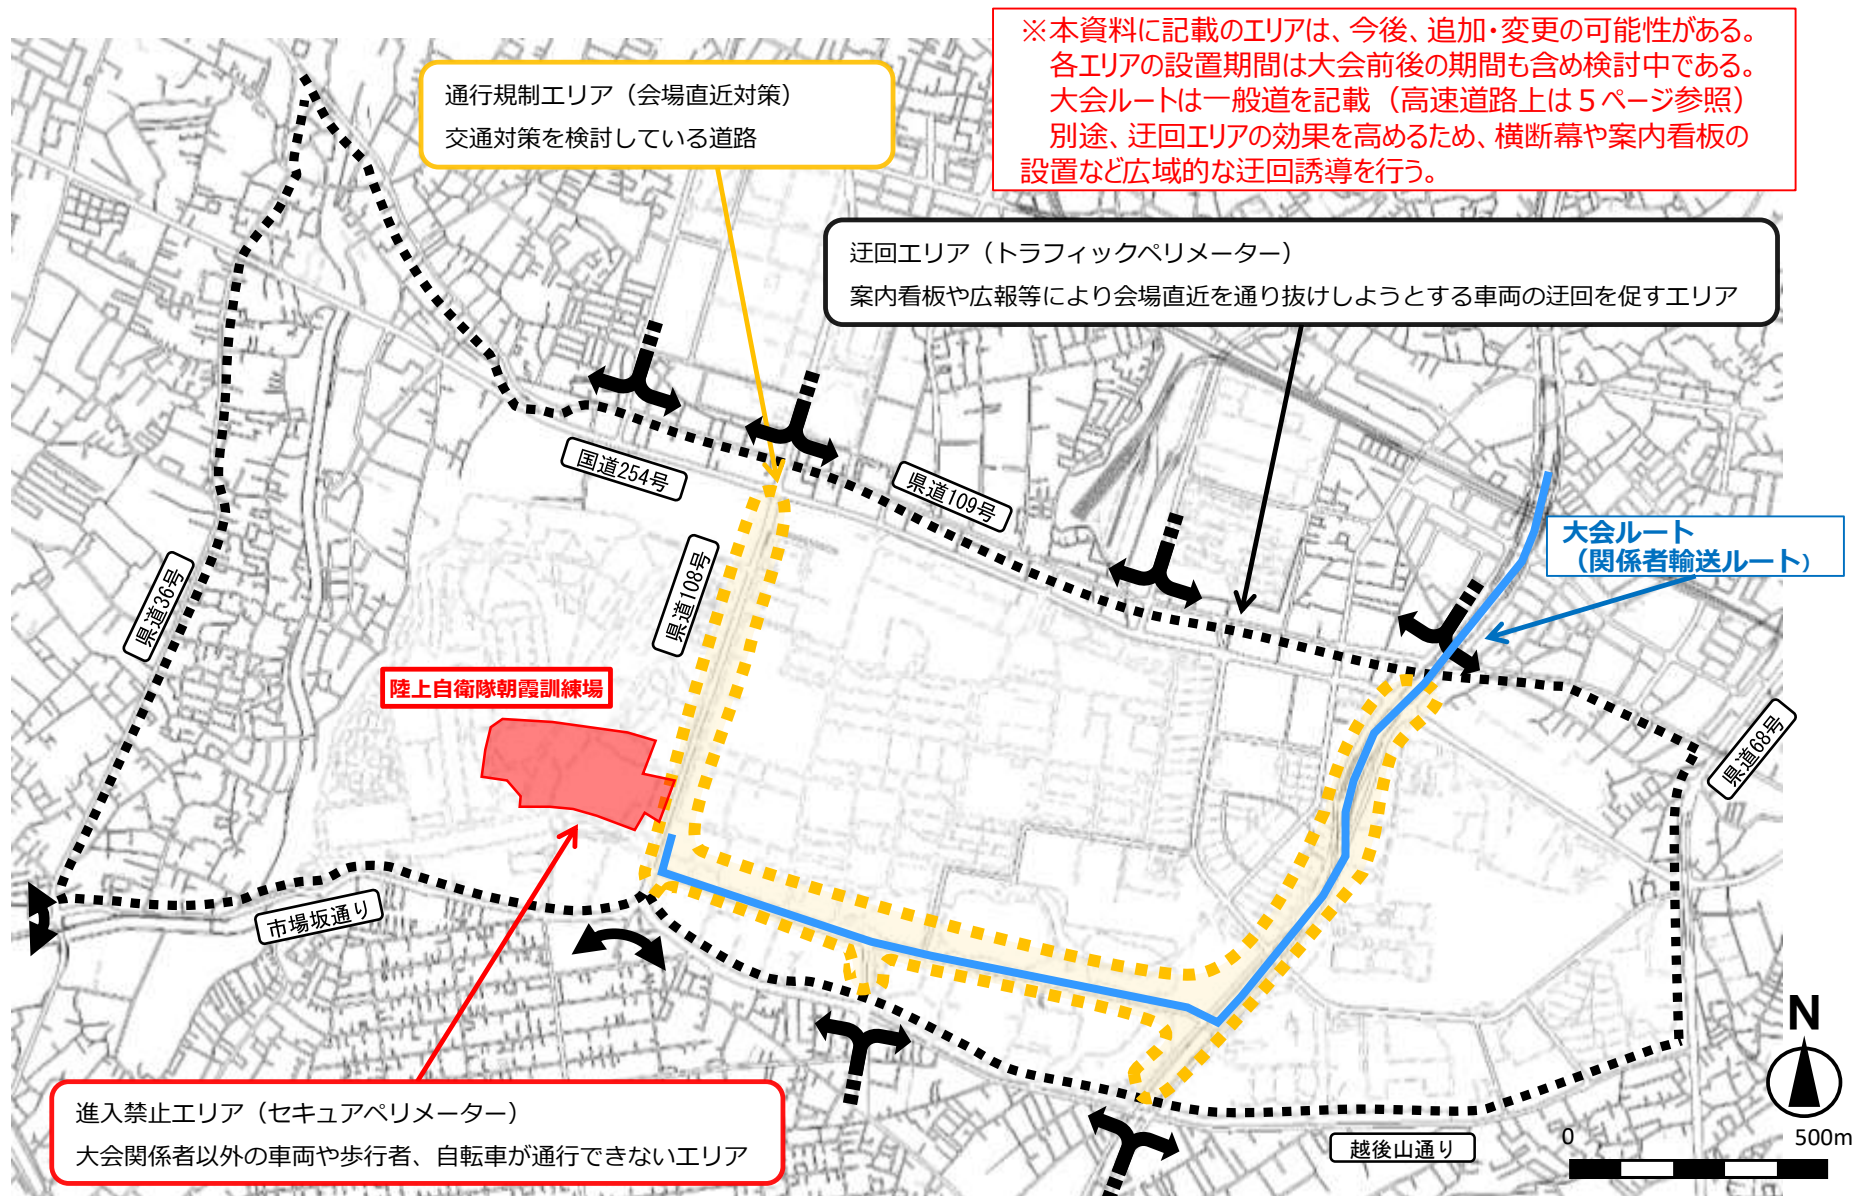 ※本資料に記載のエリアは、今後、追加・変更の可能性がある。
各エリアの設置期間は大会前後の期間も含め検討中である。
大会ルートは一般道を記載（高速道路上は５ページ参照）
別途、迂回エリアの効果を高めるため、横断幕や案内看板の
設置など広域的な迂回誘導を行う。
通行規制エリア（会場直近対策）
交通対策を検討している道路
迂回エリア（トラフィックペリメーター）
案内看板や広報等により会場直近を通り抜けしようとする車両の迂回を促すエリア
国道254号
県道109号
大会ルート
（関係者輸送ルート）
県道36号
県道108号
陸上自衛隊朝霞訓練場
県道68号
市場坂通り
進入禁止エリア（セキュアペリメーター）
大会関係者以外の車両や歩行者、自転車が通行できないエリア
越後山通り
N
0
500m